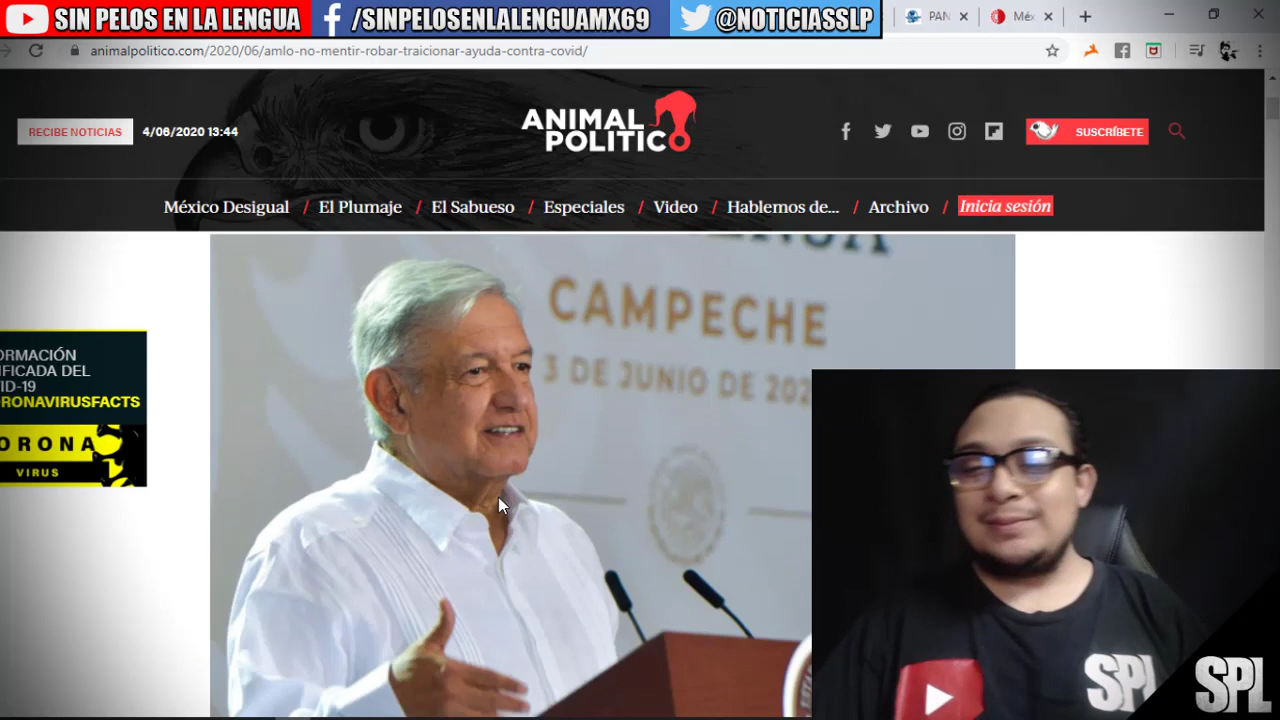 SIN PELOS EN LA LENGUA
/SINPELOSENLALENGUAMX69
@NOTICIASSLP
PAN
Méx
animalpolitico.com/2020/06/amlo-no-mentir-robar-traicionar-ayuda-contra-covid/
RECIBE NOTICIAS
4/06/2020 13:44
ANIMAL
POLITICO
SUSCRÍBETE
México Desigual / El Plumaje / El Sabueso / Especiales / Video / Hablemos de... / Archivo / Inicia sesión
CAMPECHE
3 DE JUNIO DE 202
ORMACIÓN
IFICADA DEL
VID-19
RONAVIRUSFACTS
CORONA
VIRUS
SPL
SPL